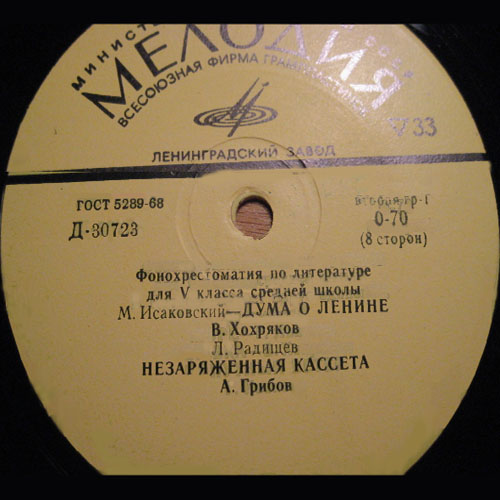 МИНИСТ
МЕЛОДИЯ
ВСЕСОЮЗНАЯ ФИРМА
33
ЛЕНИНГРАДСКИЙ ЗАВОД
ГОСТ 5289-68
Д-30723
0-70
(8 сторон)
Фонохрестоматия по литературе
для V класса средней школы
М. Исаковский—ДУМА О ЛЕНИНЕ
В. Хохряков
Л. Радищев
НЕЗАРЯЖЕННАЯ КАССЕТА
А. Грибов